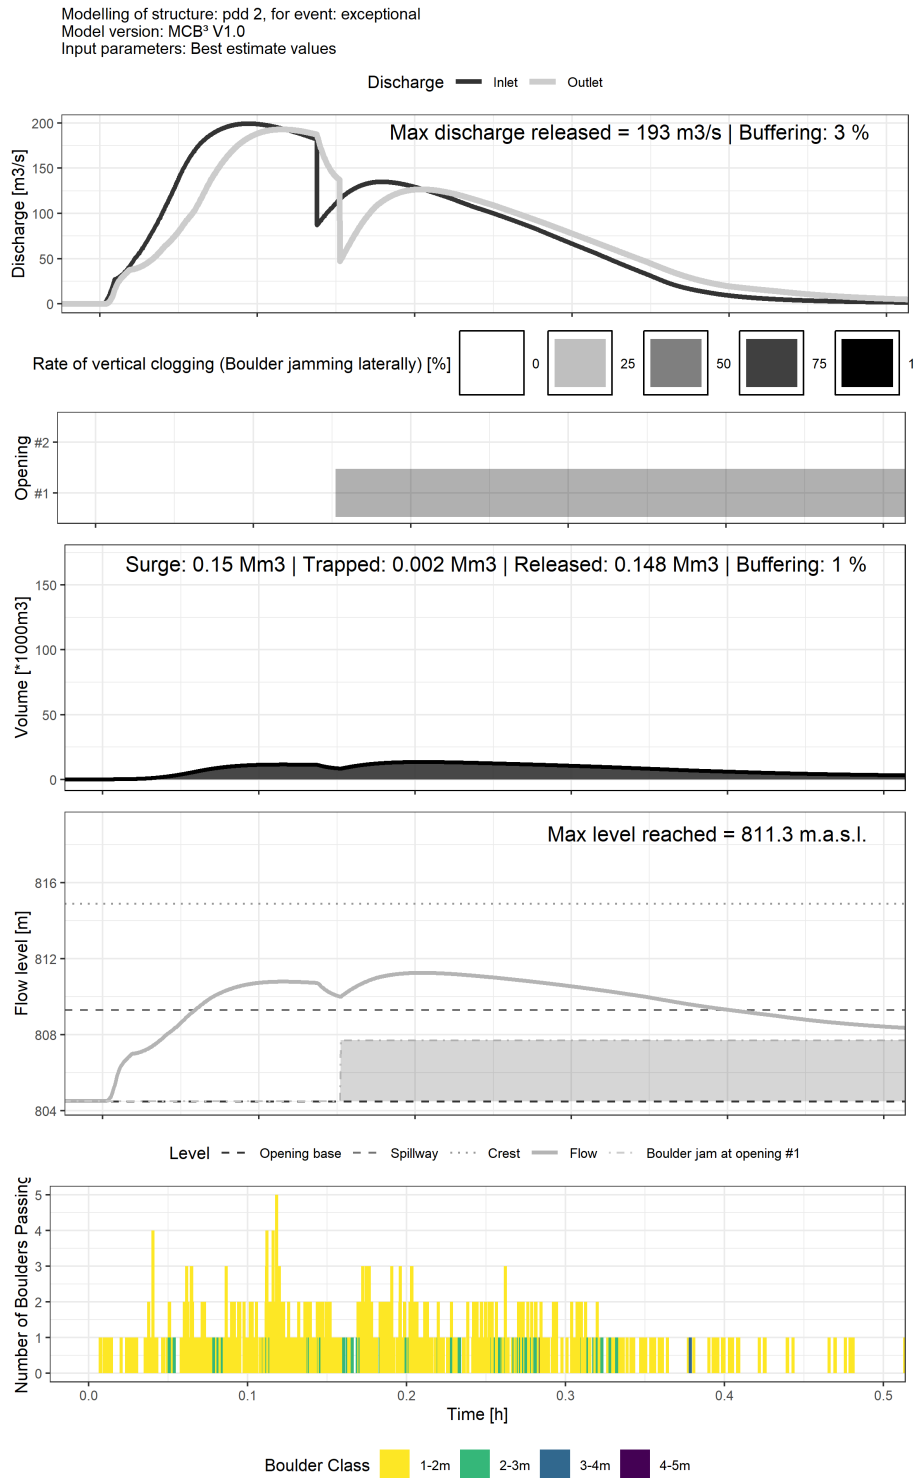 Modelling of structure: pdd 2, for event: exceptional
Model version: MCB³ V1.0
Input parameters: Best estimate values
Discharge Inlet Outlet
Max discharge released = 193 m3/s | Buffering: 3 %
Discharge [m3/s]
200
150
100
50
0
Rate of vertical clogging (Boulder jamming laterally) [%] 0 25 50 75 1
Opening
#2
#1
Surge: 0.15 Mm3 | Trapped: 0.002 Mm3 | Released: 0.148 Mm3 | Buffering: 1 %
Volume [*1000m3]
150
100
50
0
Max level reached = 811.3 m.a.s.l.
Flow level [m]
816
812
808
804
Level Opening base Spillway Crest Flow Boulder jam at opening #1
Number of Boulders Passing
5
4
3
2
1
0
0.0 0.1 0.2 0.3 0.4 0.5
Time [h]
Boulder Class 1-2m 2-3m 3-4m 4-5m